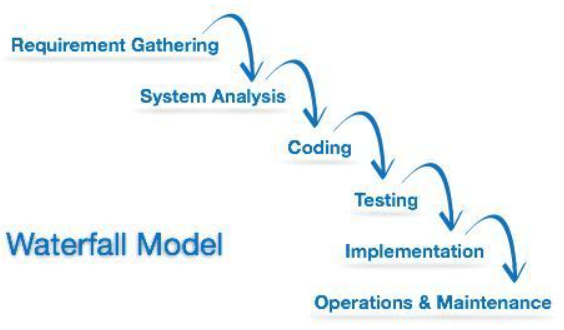 Requirement Gathering
System Analysis
Coding
Testing
Waterfall Model
Implementation
Operations & Maintenance